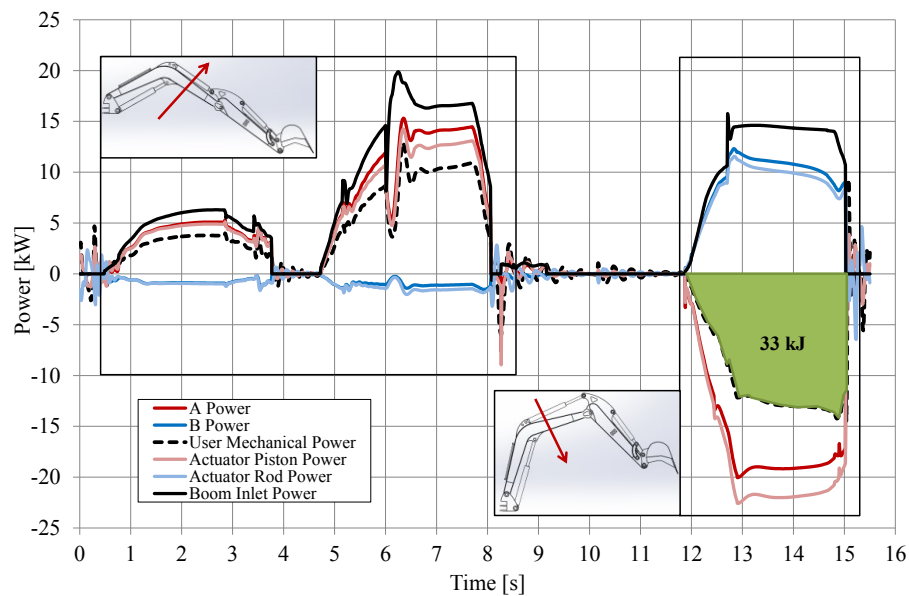 25
20
15
10
5
0
-5
-10
-15
-20
-25
Power [kW]
33 kJ
A Power
B Power
User Mechanical Power
Actuator Piston Power
Actuator Rod Power
Boom Inlet Power
0 1 2 3 4 5 6 7 8 9 10 11 12 13 14 15 16
Time [s]